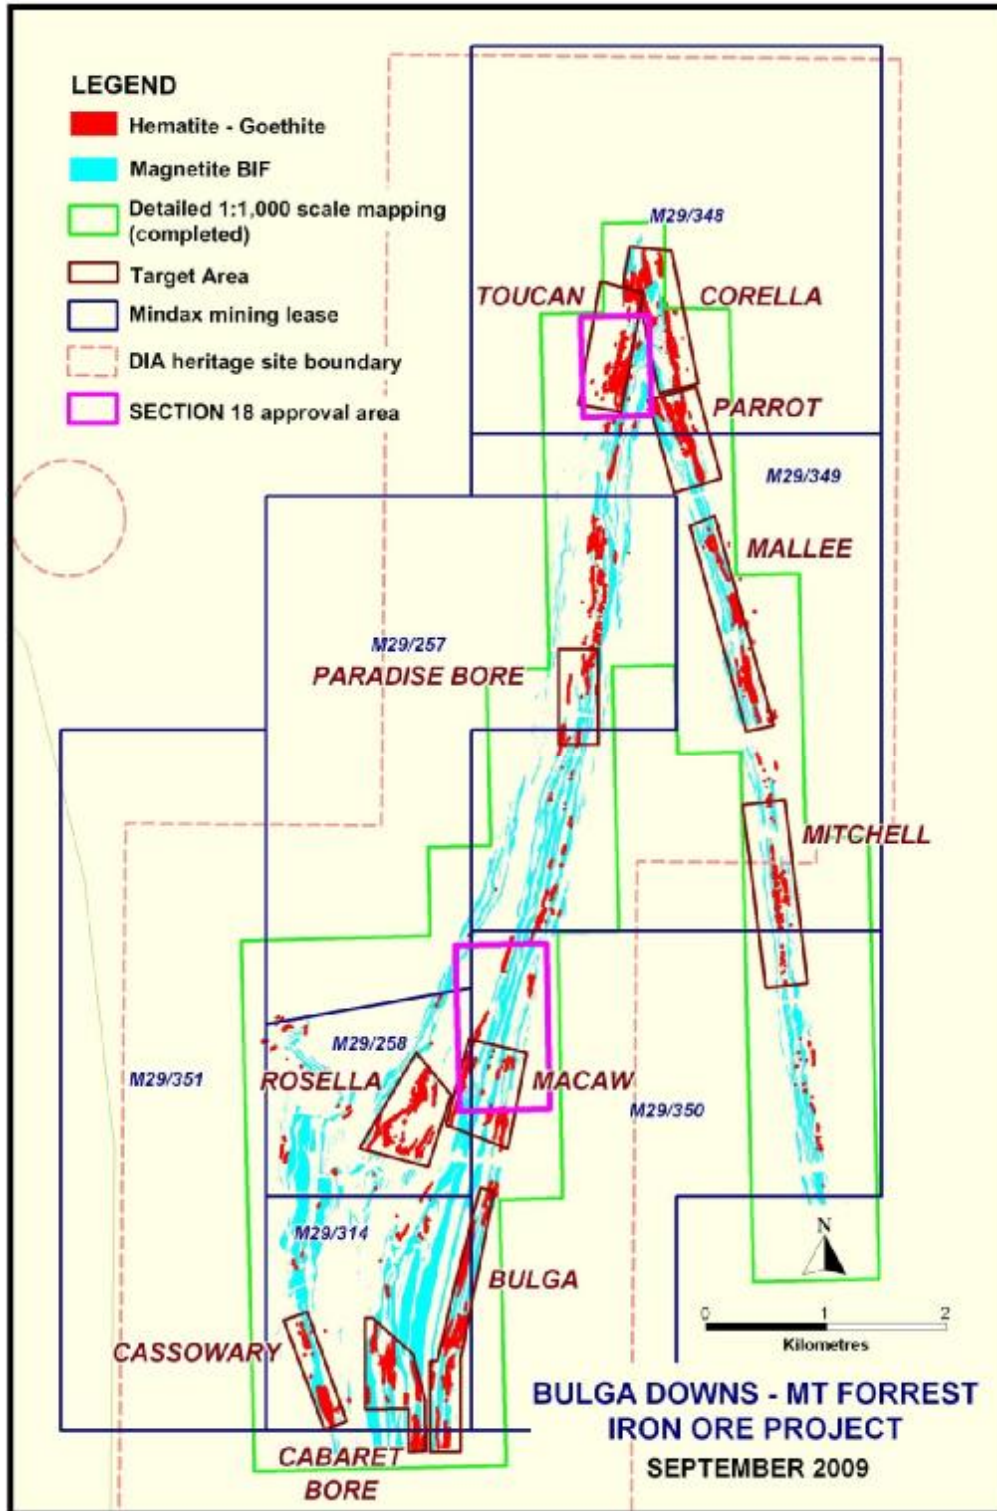 LEGEND
Hematite - Goethite
Magnetite BIF
Detailed 1:1,000 scale mapping
(completed)
Target Area
Mindax mining lease
DIA heritage site boundary
SECTION 18 approval area
M29/348
TOUCAN
CORELLA
PARROT
M29/349
MALLEE
M29/257
PARADISE BORE
MITCHELL
M29/258
ROSELLA
MACAW
M29/351
M29/350
M29/314
BULGA
N
CASSOWARY
0 1 2
Kilometres
CABARET
BORE
BULGA DOWNS - MT FORREST
IRON ORE PROJECT
SEPTEMBER 2009